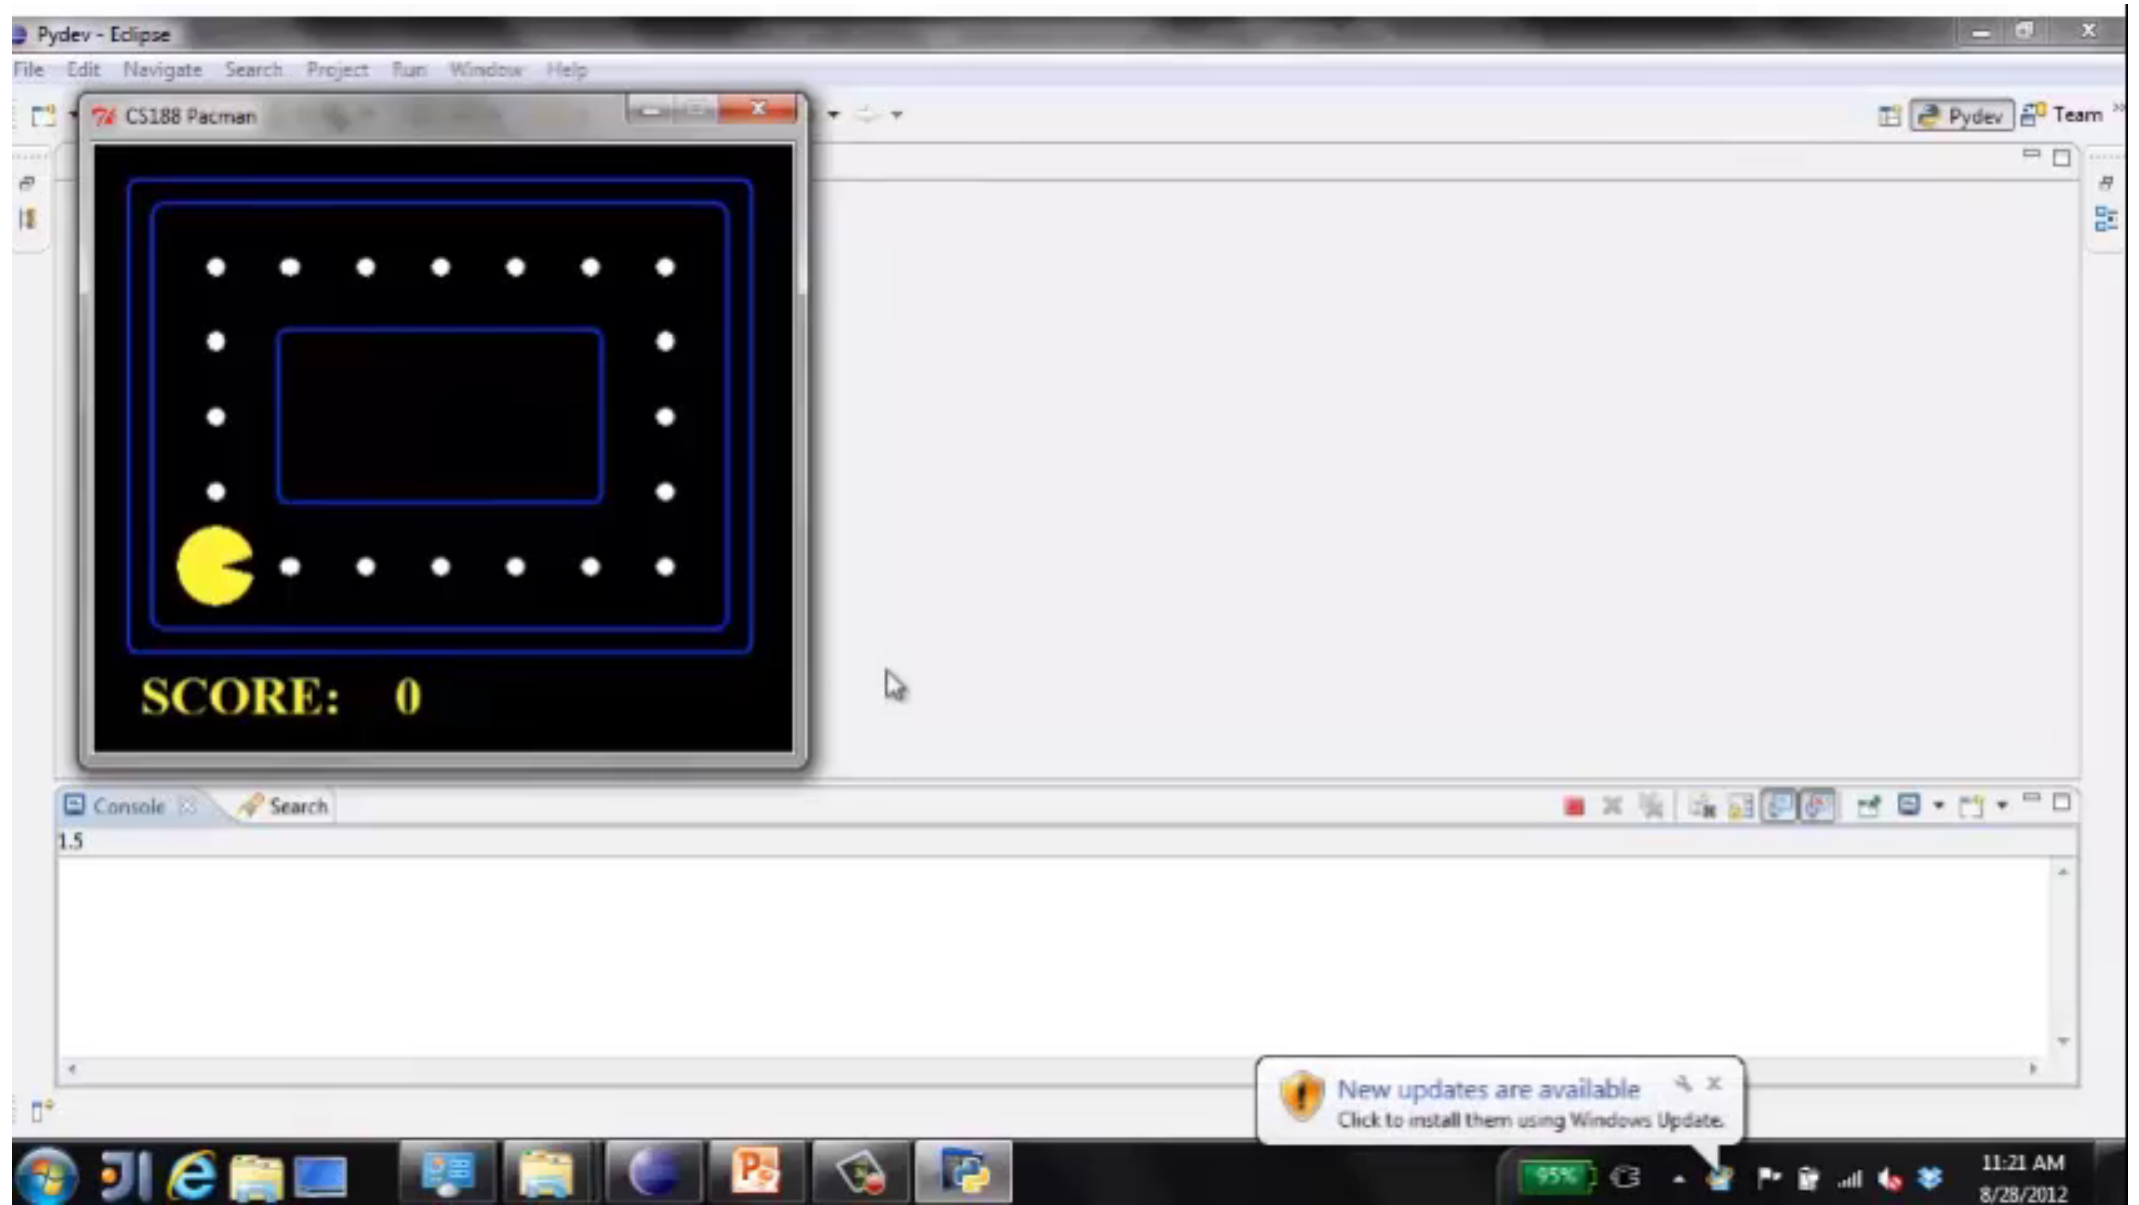 Pydev - Eclipse
File Edit Navigate Search Project Run Window Help
CS188 Pacman
Pydev
Team
SCORE: 0
Console
Search
1.5
New updates are available
Click to install them using Windows Update.
95%
11:21 AM
8/28/2012